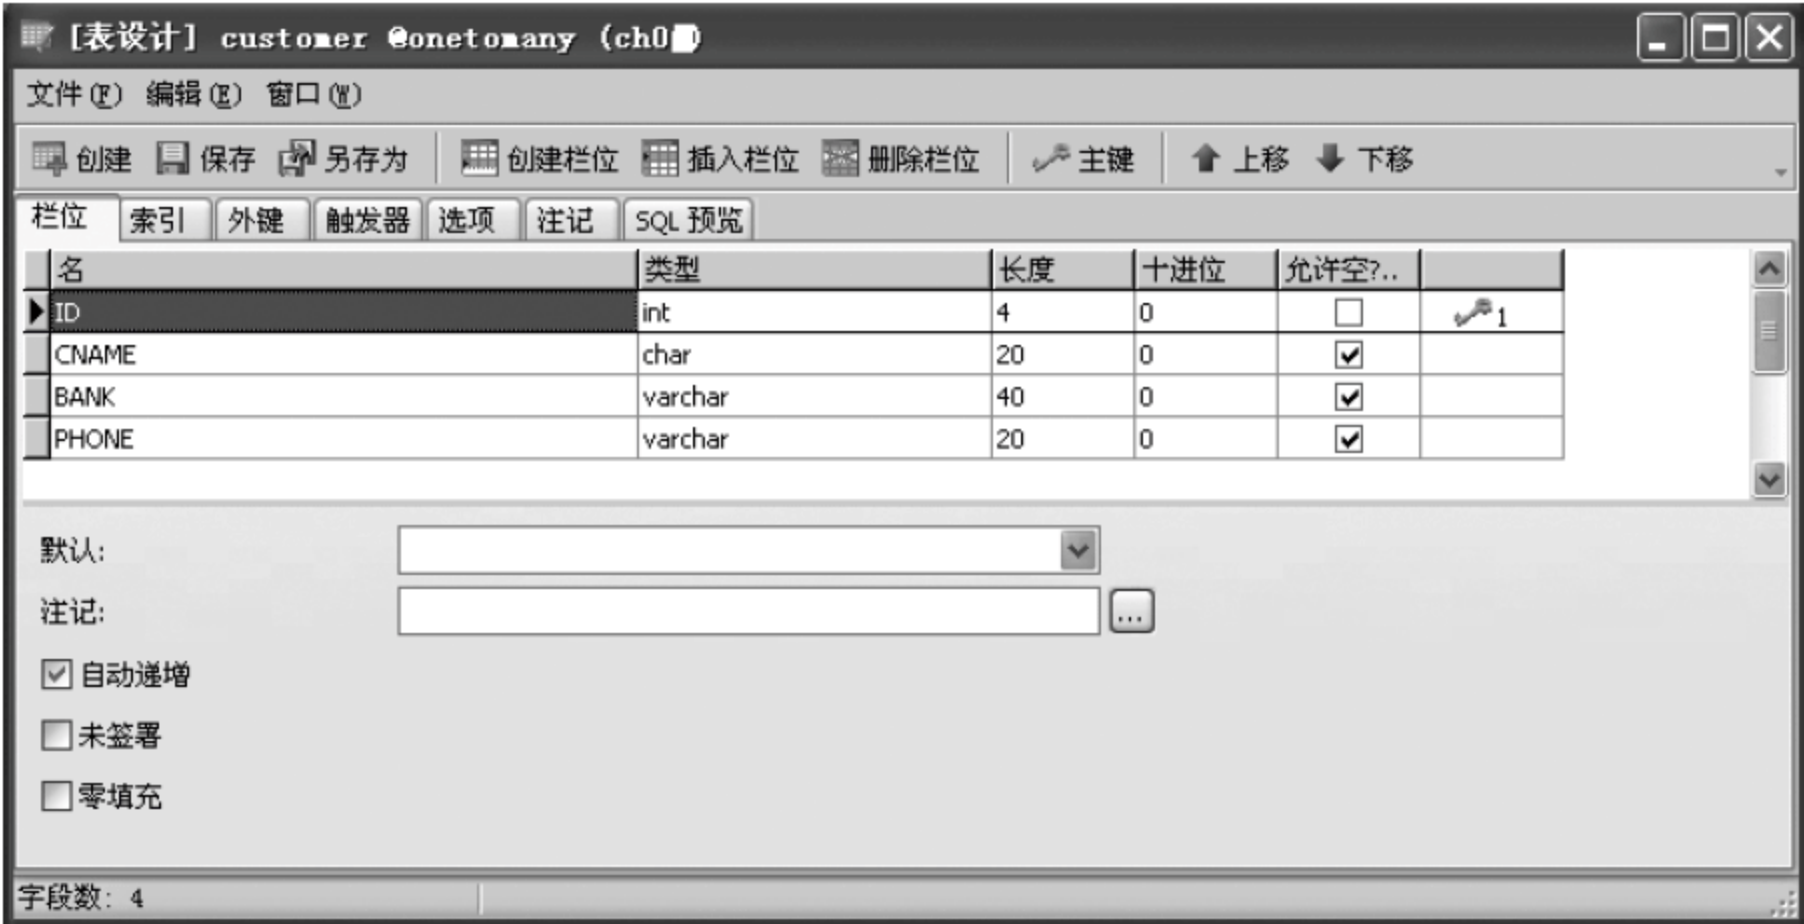 [表设计] customer @onetomany (ch0
文件(F) 编辑(E) 窗口(W)
创建 保存 另存为 创建栏位 插入栏位 删除栏位 主键 上移 下移
栏位 索引 外键 触发器 选项 注记 SQL 预览
名 类型 长度 十进位 允许空?..
ID int 4 0 1
CNAME char 20 0
BANK varchar 40 0
PHONE varchar 20 0
默认:
注记:
...
自动递增
未签署
零填充
字段数: 4